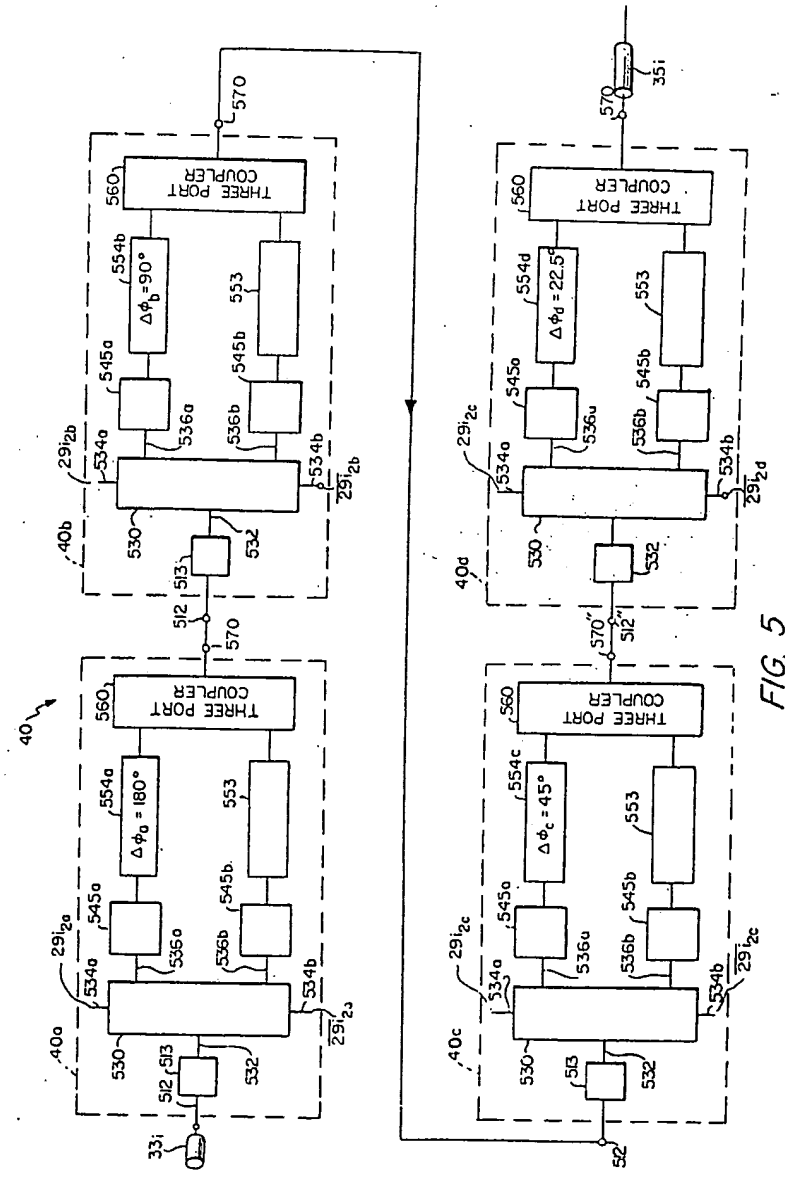 40
40a
33i
512
513
532
530
29i2a
534a
534b
29i2a
536a
536b
545a
545b
554a
Δϕa = 180°
553
560
THREE PORT
COUPLER
570
512
40b
513
532
530
29i2b
534a
534b
29i2b
536a
536b
545a
545b
554b
Δϕb = 90°
553
560
THREE PORT
COUPLER
570
40c
512
513
532
530
29i2c
534a
534b
29i2c
536a
536b
545a
545b
554c
Δϕc = 45°
553
560
THREE PORT
COUPLER
570"
512"
40d
532
530
29i2c
534a
534b
29i2d
536a
536b
545a
545b
554d
Δϕd = 22.5°
553
560
THREE PORT
COUPLER
570
35i
FIG. 5